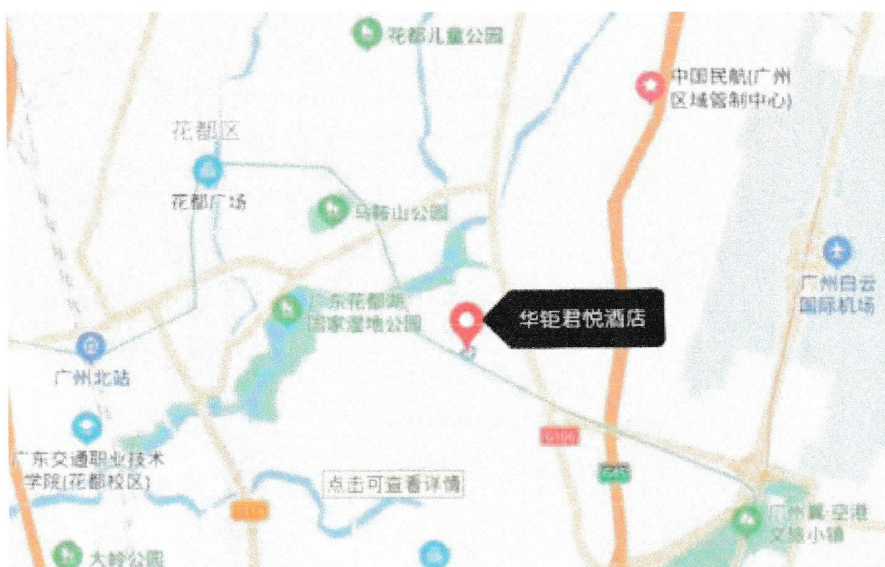 花都儿童公园
中国民航(广州
区域管制中心)
花都区
花都广场
马鞍山公园
广州白云
国际机场
广东花都湖
国家湿地公园
华钜君悦酒店
广州北站
G106
G45
广东交通职业技术
学院(花都校区)
点击可查看详情
广州翼·空港
文旅小镇
大岭公园